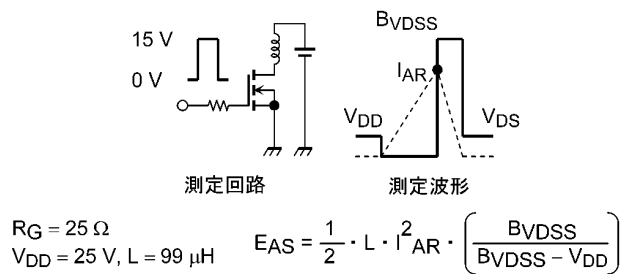 15 V
0 V
BVDSS
IAR
VDD
VDS
測定回路
測定波形
RG = 25 Ω
VDD = 25 V, L = 99 μH
EAS = 1/2 · L · I²AR · (BVDSS / (BVDSS − VDD))